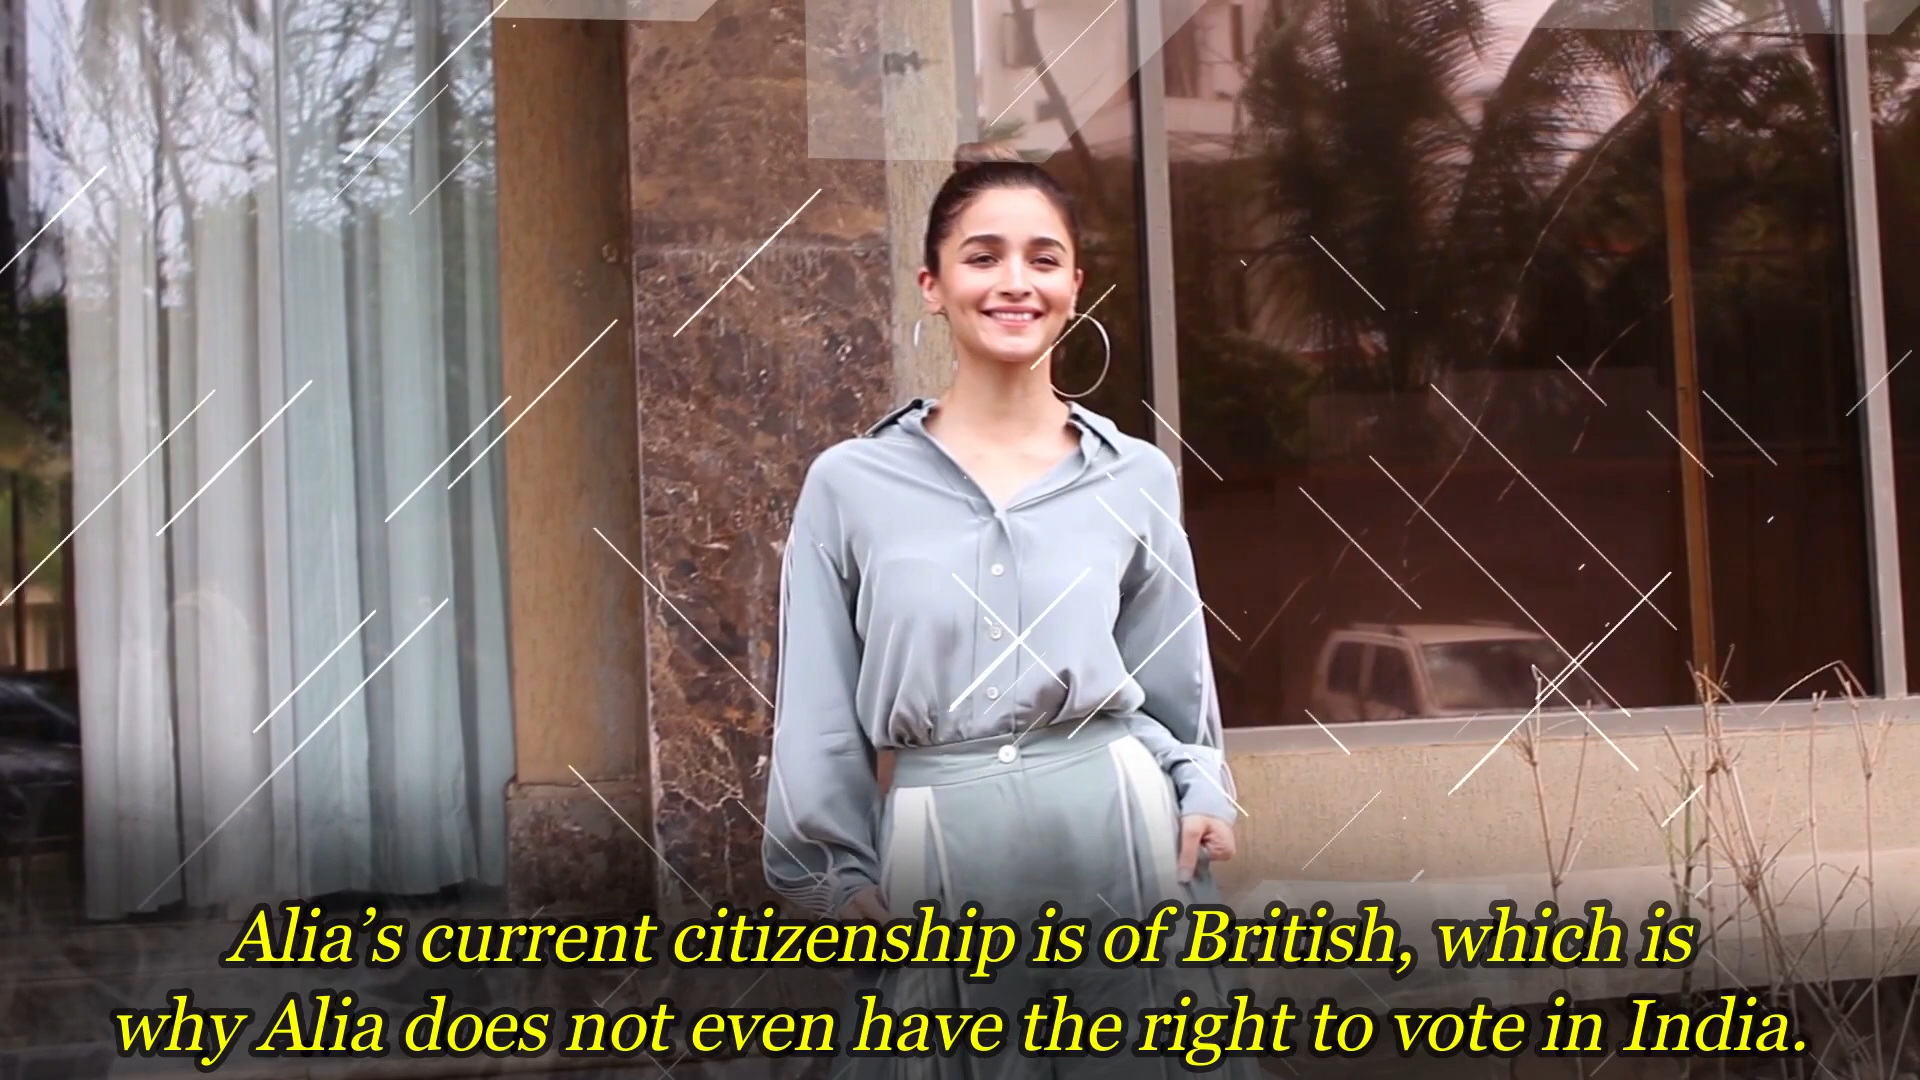 Alia’s current citizenship is of British, which is
why Alia does not even have the right to vote in India.